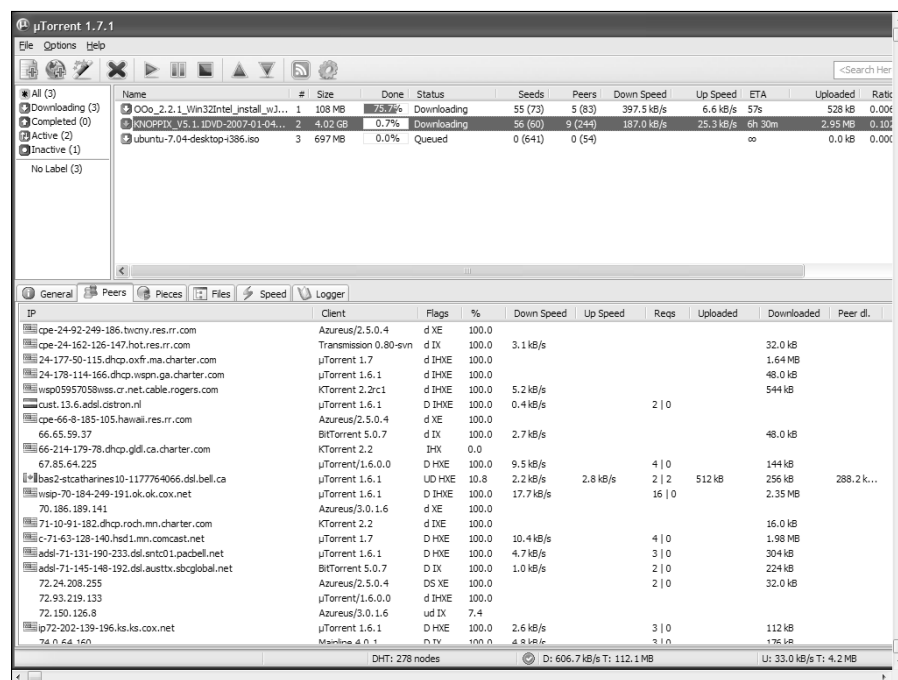 µTorrent 1.7.1
File Options Help
<Search Her
All (3)
Downloading (3)
Completed (0)
Active (2)
Inactive (1)
No Label (3)
Name # Size Done Status Seeds Peers Down Speed Up Speed ETA Uploaded Ratio
OOo_2.2.1_Win32Intel_install_wJ... 1 108 MB 75.7% Downloading 55 (73) 5 (83) 397.5 kB/s 6.6 kB/s 57s 528 kB 0.006
KNOPPIX_V5.1.1DVD-2007-01-04... 2 4.02 GB 0.7% Downloading 56 (60) 9 (244) 187.0 kB/s 25.3 kB/s 6h 30m 2.95 MB 0.102
ubuntu-7.04-desktop-i386.iso 3 697 MB 0.0% Queued 0 (641) 0 (54) ∞ 0.0 kB 0.000
General Peers Pieces Files Speed Logger
IP Client Flags % Down Speed Up Speed Reqs Uploaded Downloaded Peer dl.
cpe-24-92-249-186.twcny.res.rr.com Azureus/2.5.0.4 d XE 100.0
cpe-24-162-126-147.hot.res.rr.com Transmission 0.80-svn d IX 100.0 3.1 kB/s 32.0 kB
24-177-50-115.dhcp.oxfr.ma.charter.com µTorrent 1.7 d IHXE 100.0 1.64 MB
24-178-114-166.dhcp.wspn.ga.charter.com µTorrent 1.6.1 d IHXE 100.0 48.0 kB
wsp05957058wss.cr.net.cable.rogers.com KTorrent 2.2rc1 d IHXE 100.0 5.2 kB/s 544 kB
cust.13.6.adsl.cistron.nl µTorrent 1.6.1 D IHXE 100.0 0.4 kB/s 2 | 0
cpe-66-8-185-105.hawaii.res.rr.com Azureus/2.5.0.4 d XE 100.0
66.65.59.37 BitTorrent 5.0.7 d IX 100.0 2.7 kB/s 48.0 kB
66-214-179-78.dhcp.gldl.ca.charter.com KTorrent 2.2 IHX 0.0
67.85.64.225 µTorrent/1.6.0.0 D HXE 100.0 9.5 kB/s 4 | 0 144 kB
bas2-stcatharines10-1177764066.dsl.bell.ca µTorrent 1.6.1 UD HXE 10.8 2.2 kB/s 2.8 kB/s 2 | 2 512 kB 256 kB 288.2 k...
wsip-70-184-249-191.ok.ok.cox.net µTorrent 1.6.1 D IHXE 100.0 17.7 kB/s 16 | 0 2.35 MB
70.186.189.141 Azureus/3.0.1.6 d XE 100.0
71-10-91-182.dhcp.roch.mn.charter.com KTorrent 2.2 d IXE 100.0 16.0 kB
c-71-63-128-140.hsd1.mn.comcast.net µTorrent 1.7 D HXE 100.0 10.4 kB/s 4 | 0 1.98 MB
adsl-71-131-190-233.dsl.sntc01.pacbell.net µTorrent 1.6.1 D HXE 100.0 4.7 kB/s 3 | 0 304 kB
adsl-71-145-148-192.dsl.austtx.sbcglobal.net BitTorrent 5.0.7 D IX 100.0 1.0 kB/s 2 | 0 224 kB
72.24.208.255 Azureus/2.5.0.4 DS XE 100.0 2 | 0 32.0 kB
72.93.219.133 µTorrent/1.6.0.0 d IHXE 100.0
72.150.126.8 Azureus/3.0.1.6 ud IX 7.4
ip72-202-139-196.ks.ks.cox.net µTorrent 1.6.1 D HXE 100.0 2.6 kB/s 3 | 0 112 kB
74.0.64.160 Mainline 4.0.1 D IX 100.0 4.8 kB/s 3 | 0 176 kB
DHT: 278 nodes D: 606.7 kB/s T: 112.1 MB U: 33.0 kB/s T: 4.2 MB